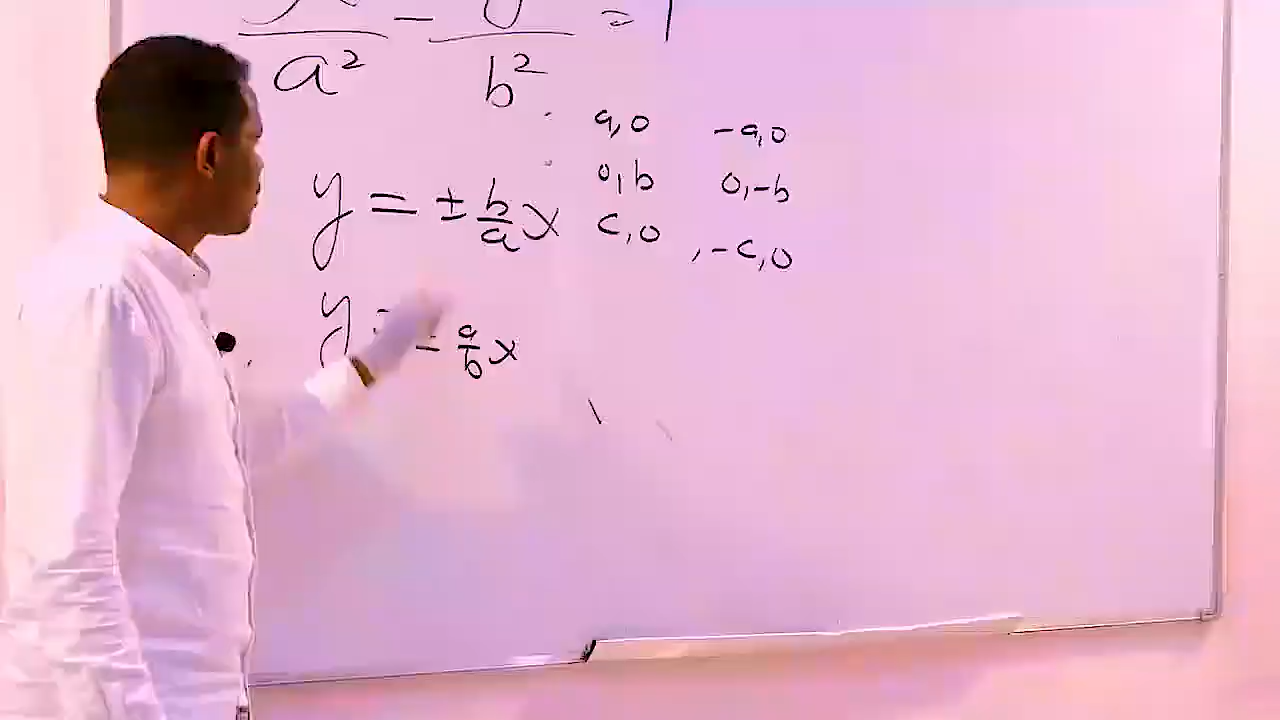 x²/a² - y²/b² = 1
a,0 -a,0
0,b 0,-b
y = ± b/a x c,0 , -c,0
y = ± a/b x